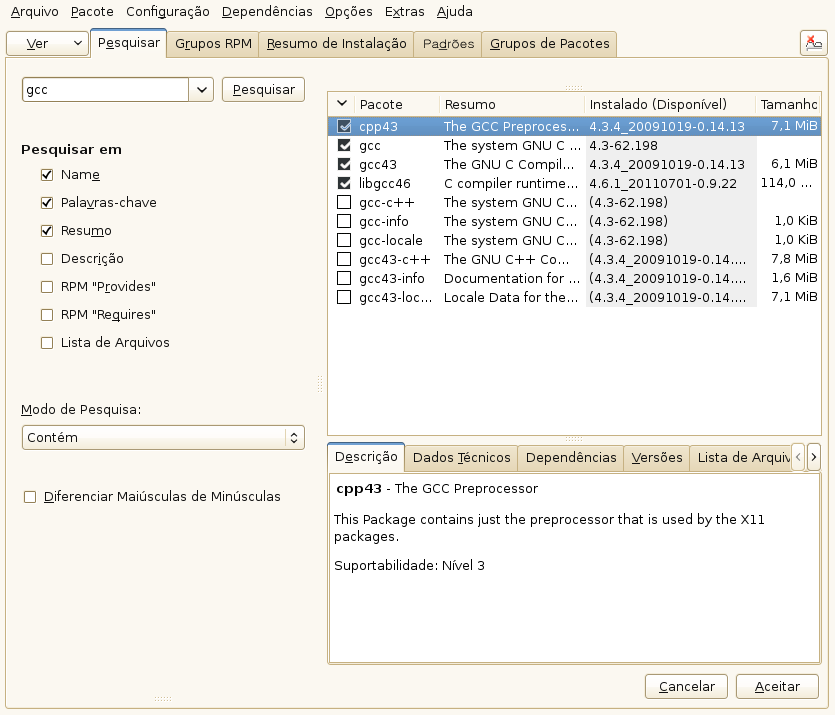 Arquivo Pacote Configuração Dependências Opções Extras Ajuda
Ver Pesquisar Grupos RPM Resumo de Instalação Padrões Grupos de Pacotes
gcc Pesquisar
Pesquisar em
Name
Palavras-chave
Resumo
Descrição
RPM "Provides"
RPM "Requires"
Lista de Arquivos
Modo de Pesquisa:
Contém
Diferenciar Maiúsculas de Minúsculas
Pacote Resumo Instalado (Disponível) Tamanho
cpp43 The GCC Preproces... 4.3.4_20091019-0.14.13 7,1 MiB
gcc The system GNU C ... 4.3-62.198
gcc43 The GNU C Compil... 4.3.4_20091019-0.14.13 6,1 MiB
libgcc46 C compiler runtime... 4.6.1_20110701-0.9.22 114,0 ...
gcc-c++ The system GNU C... (4.3-62.198)
gcc-info The system GNU C... (4.3-62.198) 1,0 KiB
gcc-locale The system GNU C... (4.3-62.198) 1,0 KiB
gcc43-c++ The GNU C++ Co... (4.3.4_20091019-0.14.... 7,8 MiB
gcc43-info Documentation for ... (4.3.4_20091019-0.14.... 1,6 MiB
gcc43-loc... Locale Data for the... (4.3.4_20091019-0.14.... 7,1 MiB
Descrição Dados Técnicos Dependências Versões Lista de Arquiv
cpp43 - The GCC Preprocessor
This Package contains just the preprocessor that is used by the X11
packages.
Suportabilidade: Nível 3
Cancelar Aceitar